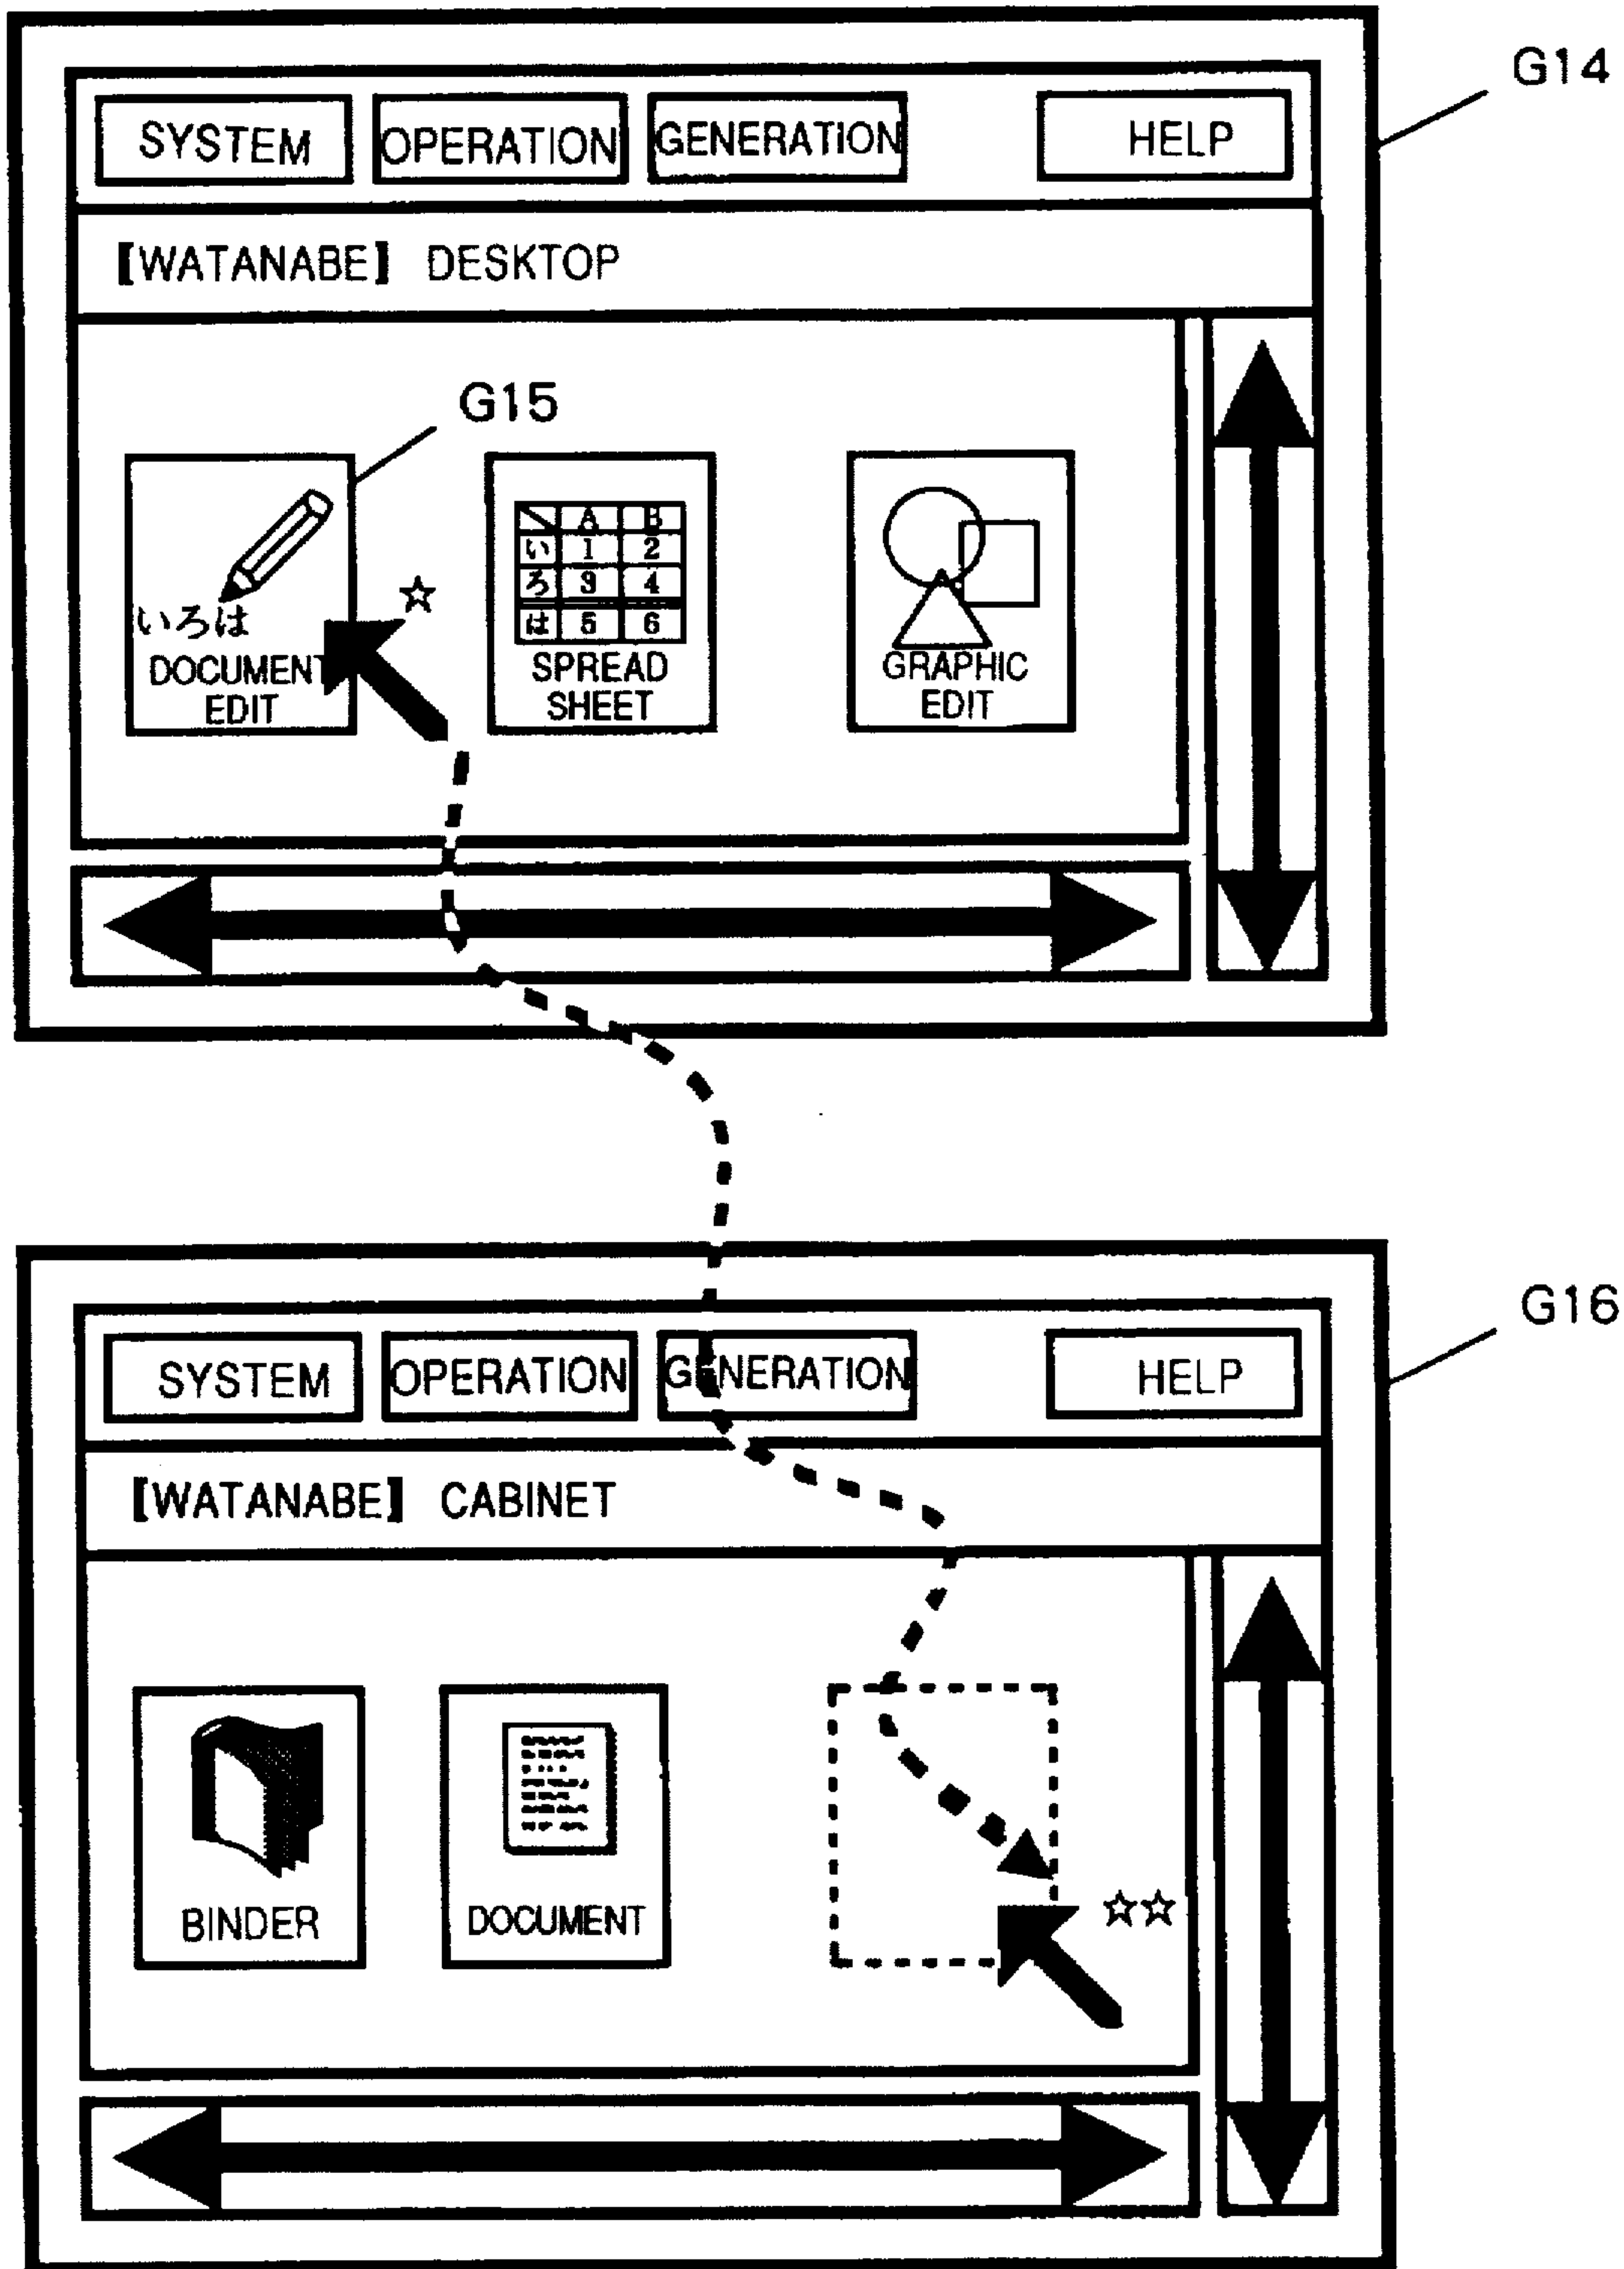 G14
SYSTEM OPERATION GENERATION HELP
【WATANABE】 DESKTOP
G15
いろは
DOCUMENT
EDIT
A B
い 1 2
ろ 3 4
は 5 6
SPREAD
SHEET
GRAPHIC
EDIT
☆
G16
SYSTEM OPERATION GENERATION HELP
【WATANABE】 CABINET
BINDER
DOCUMENT
☆☆